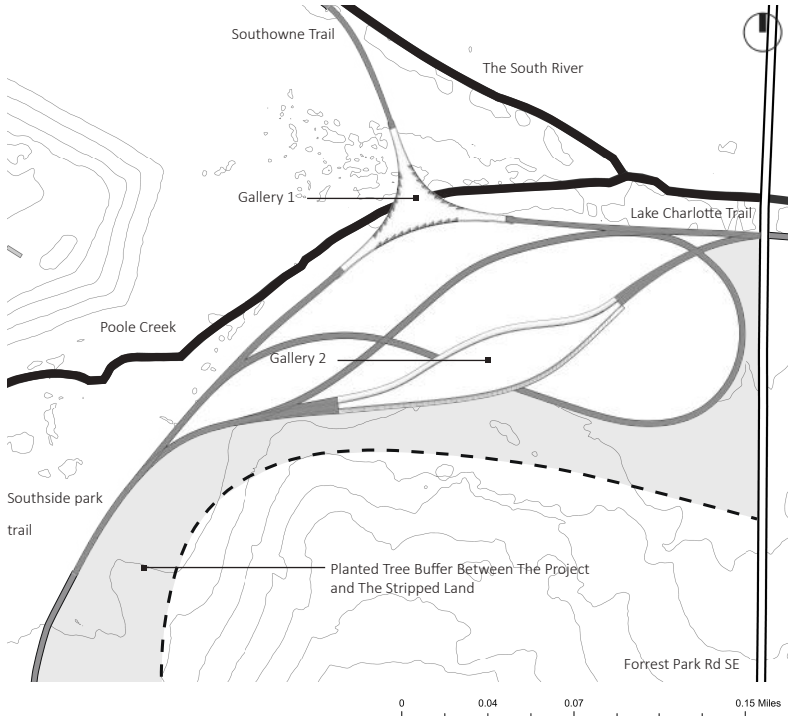 Southowne Trail
The South River
Gallery 1
Lake Charlotte Trail
Poole Creek
Gallery 2
Southside park
trail
Planted Tree Buffer Between The Project
and The Stripped Land
Forrest Park Rd SE
0 0.04 0.07 0.15 Miles